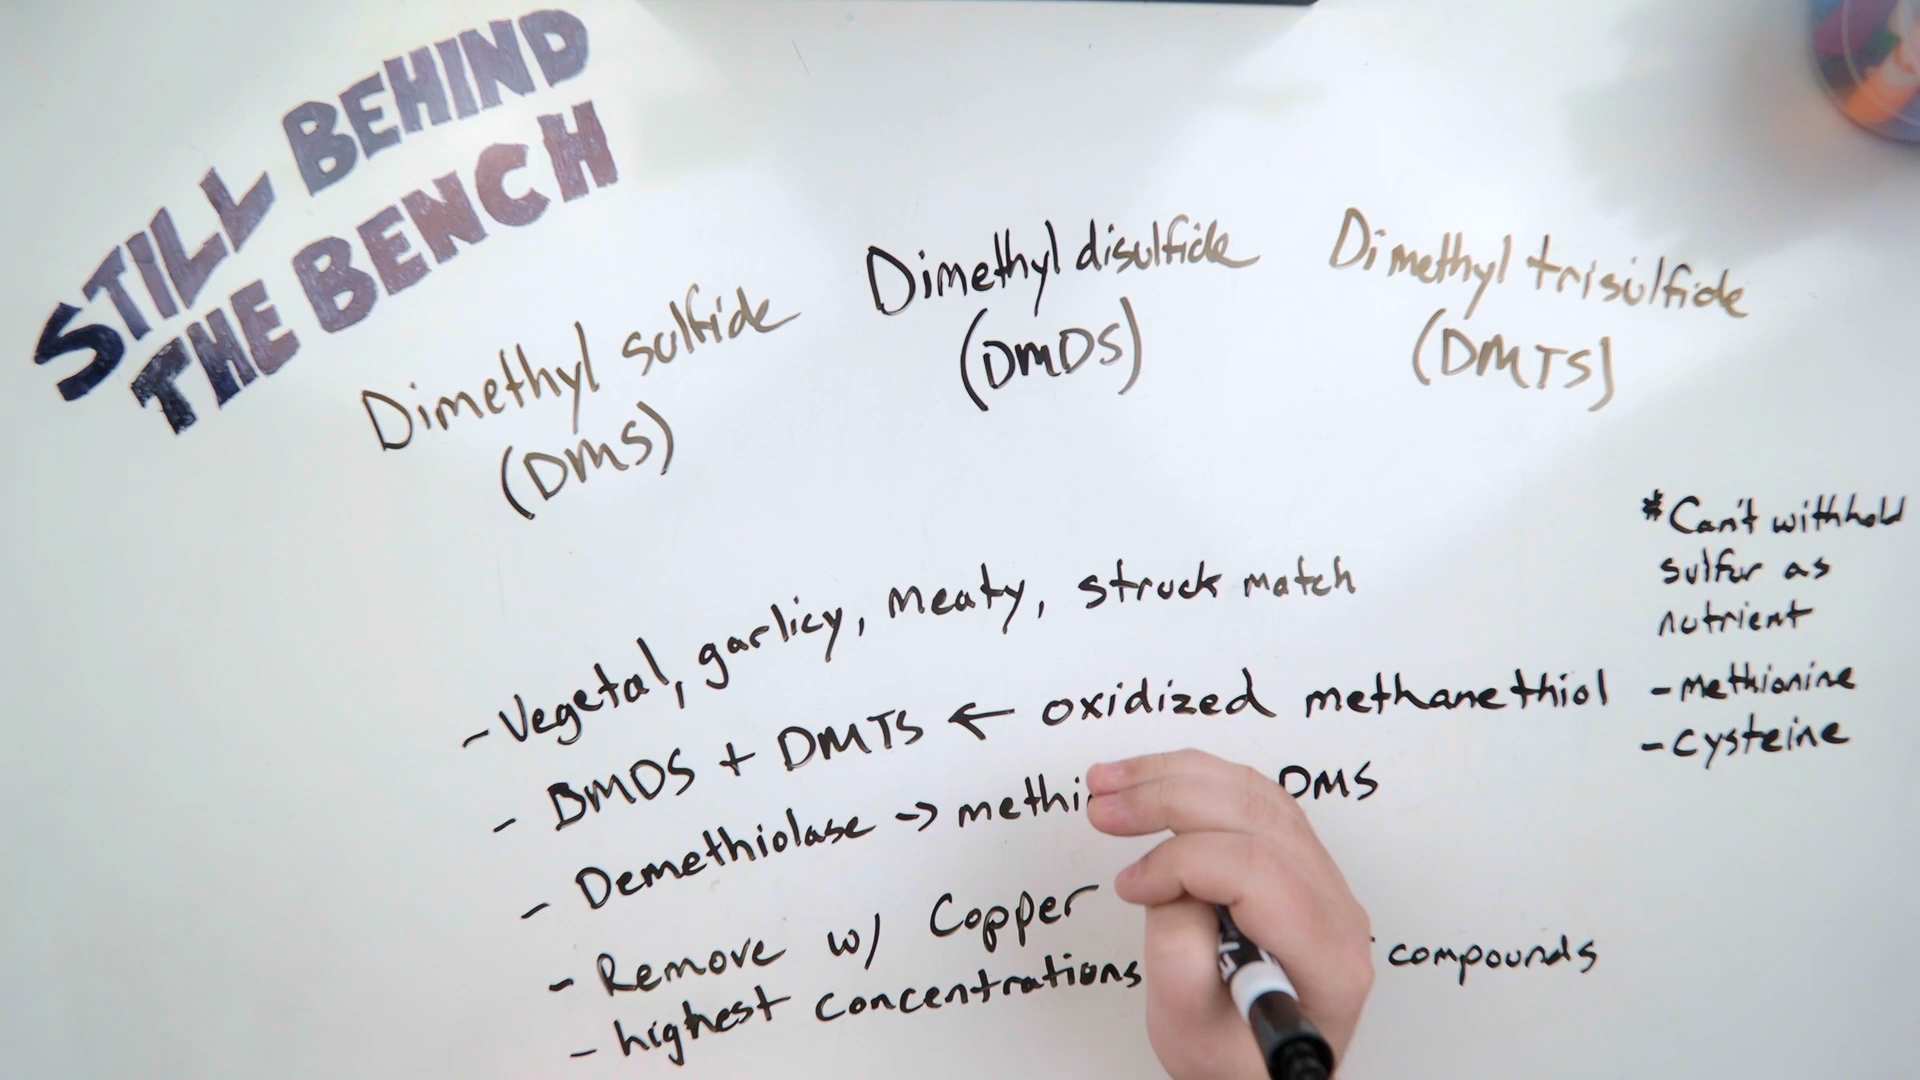 STILL BEHIND
THE BENCH
Dimethyl sulfide
(DMS)
Dimethyl disulfide
(DMDS)
Dimethyl trisulfide
(DMTS)
- Vegetal, garlicy, meaty, struck match
- DMDS + DMTS ← oxidized methanethiol
- Demethiolase → DMS
- Remove w/ Copper
- highest concentrations compounds
*Can't withhold
sulfur as
nutrient
- methionine
- cysteine